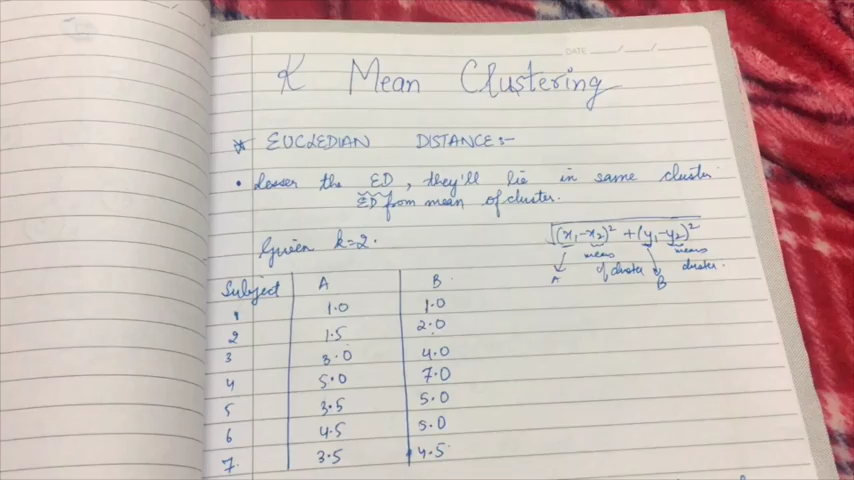 DATE
K Mean Clustering
* EUCLEDIAN DISTANCE:-
• Lesser the ED, they'll lie in same cluster
ED from mean of cluster.
Given k=2.
√(x₁-x₂)² + (y₁-y₂)²
mean of cluster
mean cluster.
A
B
Subject A B
1 1.0 1.0
2 1.5 2.0
3 3.0 4.0
4 5.0 7.0
5 3.5 5.0
6 4.5 5.0
7. 3.5 4.5